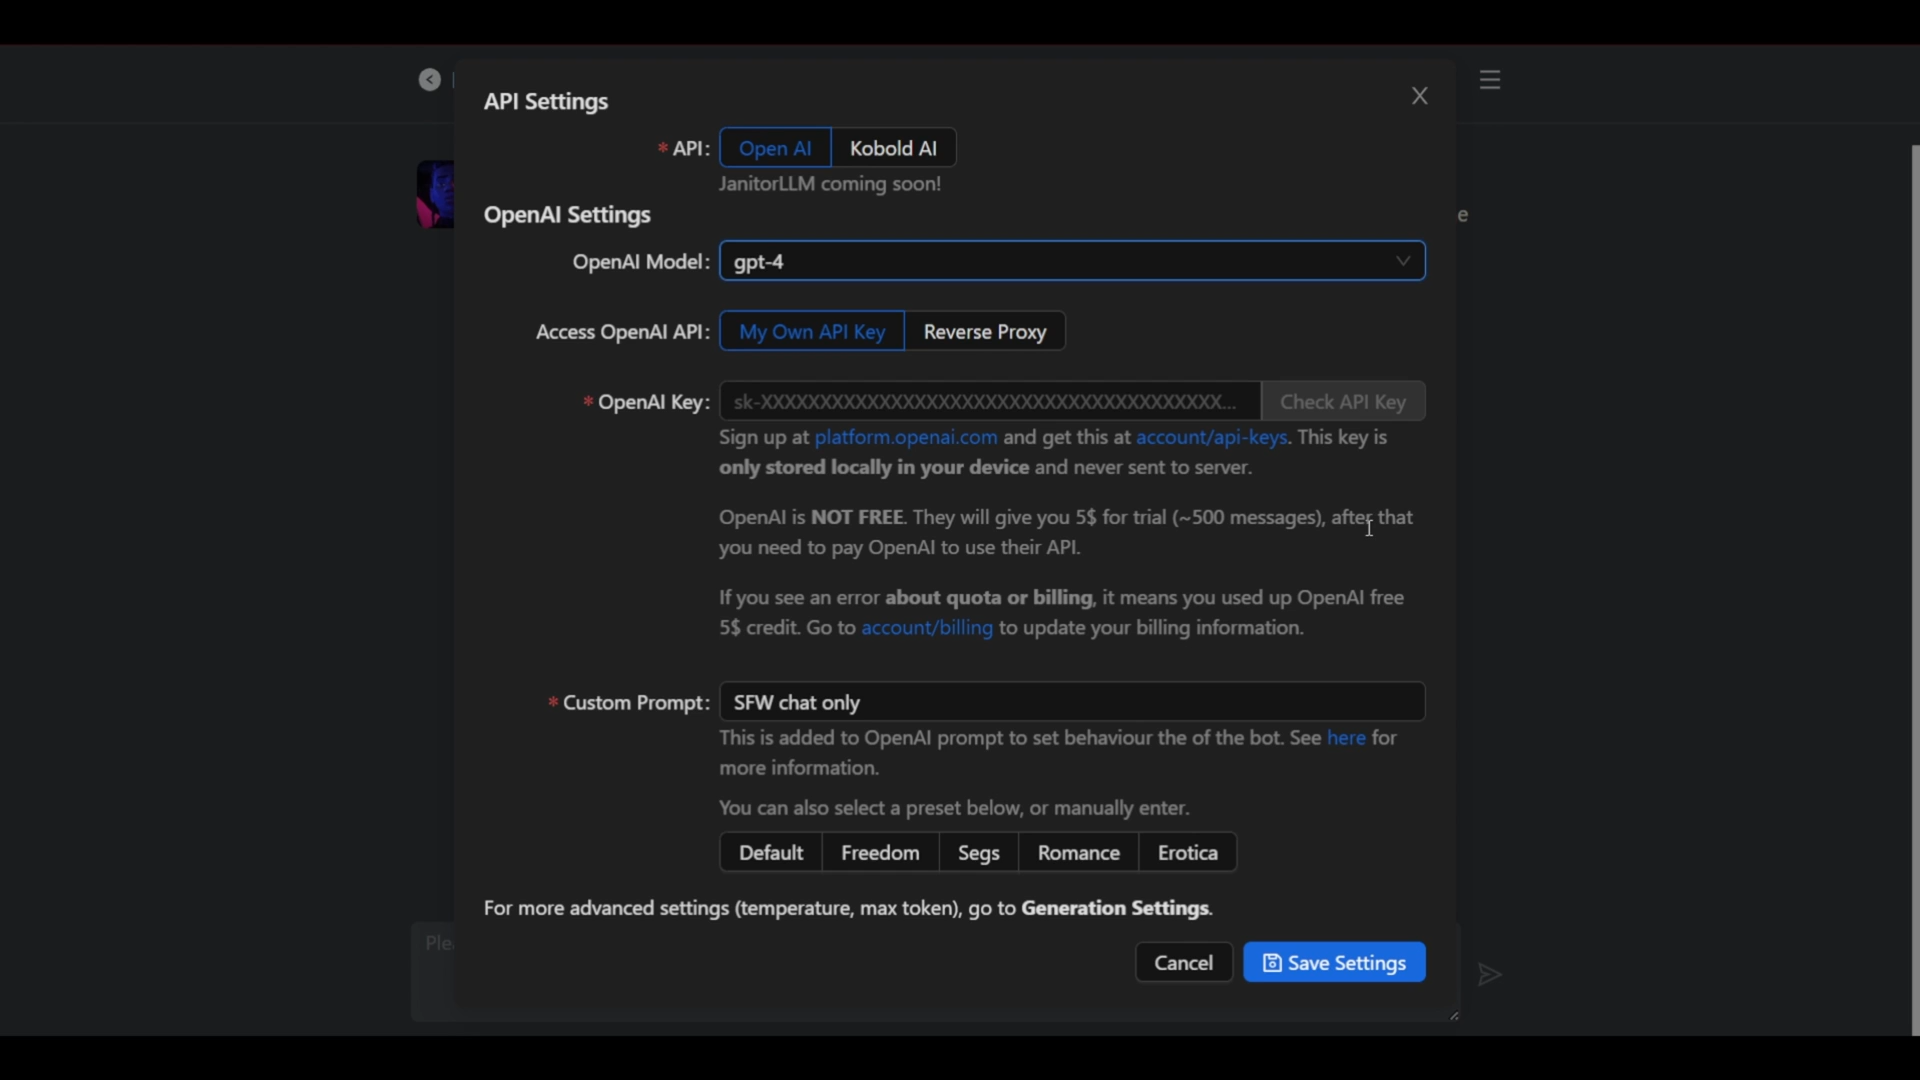 API Settings
* API: Open AI Kobold AI
JanitorLLM coming soon!
OpenAI Settings
e
OpenAI Model: gpt-4
Access OpenAI API: My Own API Key Reverse Proxy
* OpenAI Key: sk-XXXXXXXXXXXXXXXXXXXXXXXXXXXXXXXXXXXXXX... Check API Key
Sign up at platform.openai.com and get this at account/api-keys. This key is
only stored locally in your device and never sent to server.
OpenAI is NOT FREE. They will give you 5$ for trial (~500 messages), after that
you need to pay OpenAI to use their API.
If you see an error about quota or billing, it means you used up OpenAI free
5$ credit. Go to account/billing to update your billing information.
* Custom Prompt: SFW chat only
This is added to OpenAI prompt to set behaviour the of the bot. See here for
more information.
You can also select a preset below, or manually enter.
Default Freedom Segs Romance Erotica
For more advanced settings (temperature, max token), go to Generation Settings.
Plea
Cancel Save Settings